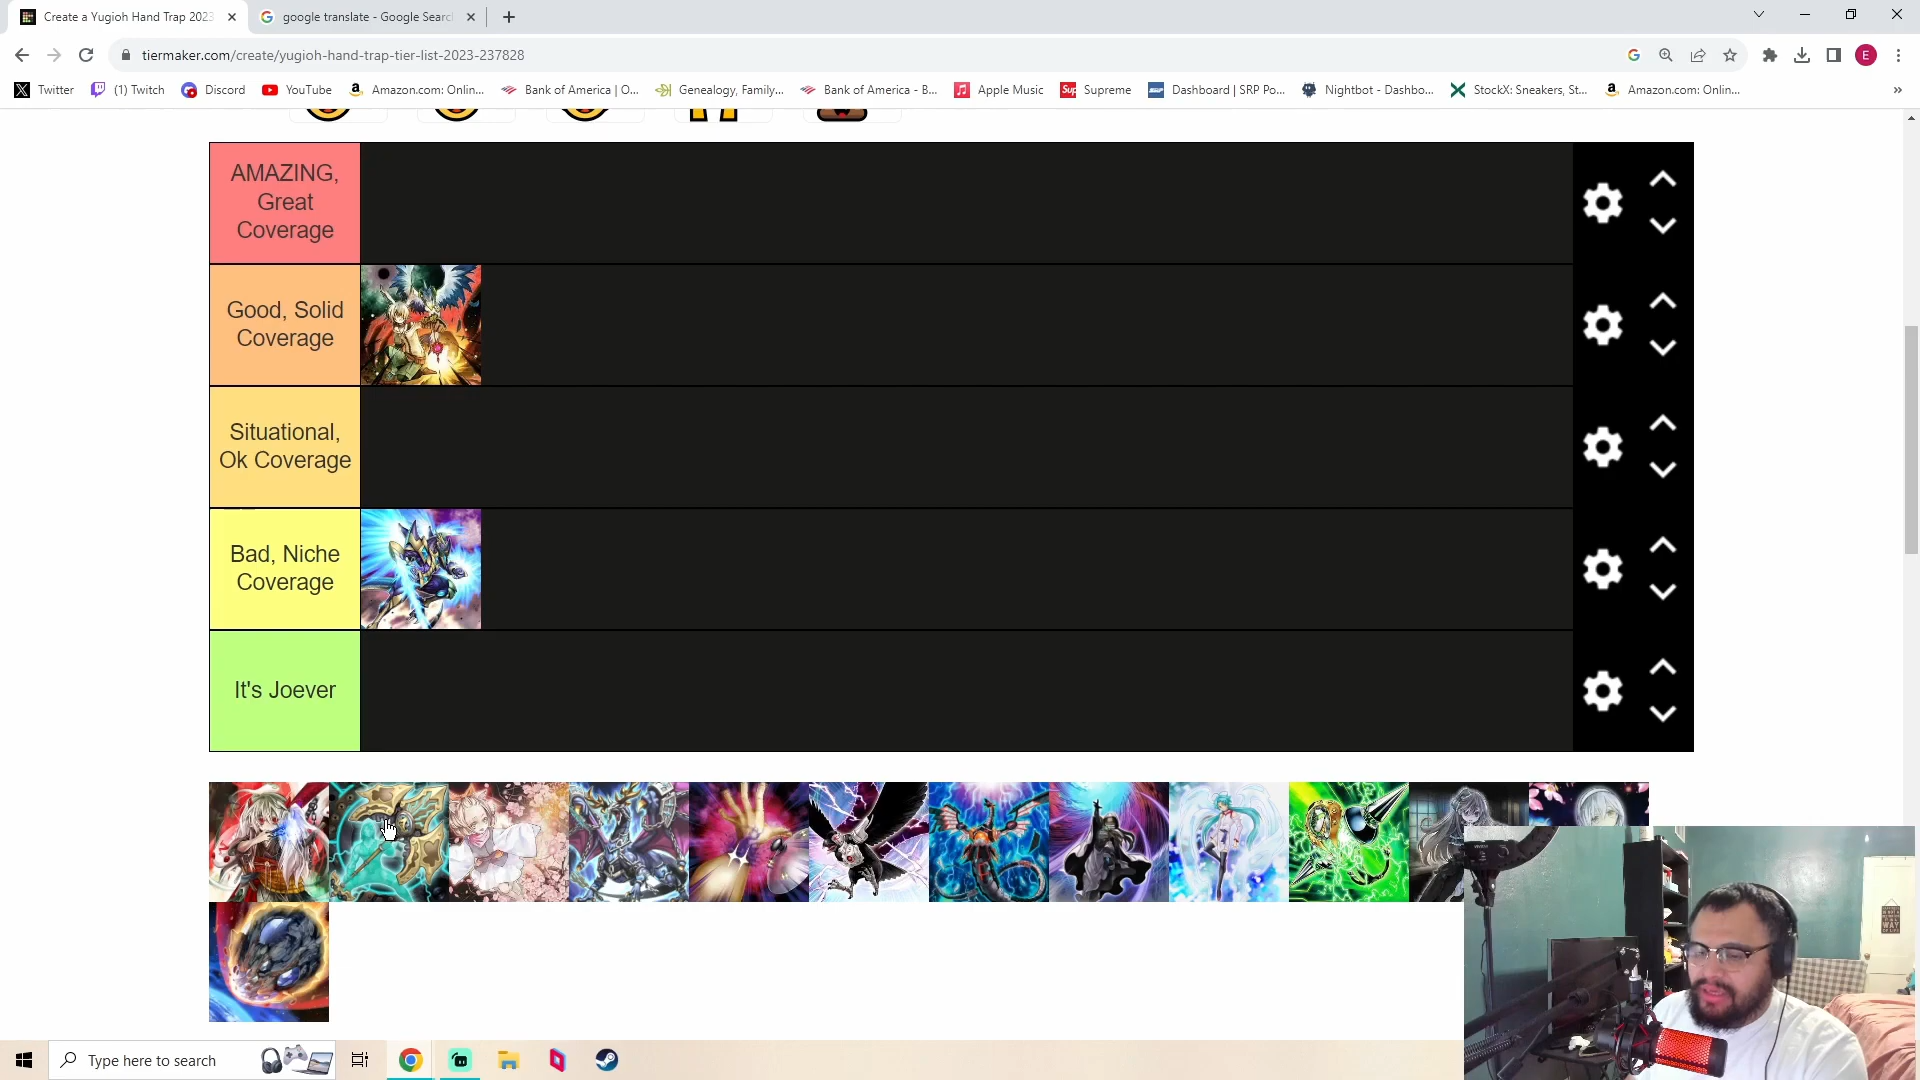 Create a Yugioh Hand Trap 2023
google translate - Google Searc
tiermaker.com/create/yugioh-hand-trap-tier-list-2023-237828
E
Twitter
(1) Twitch
Discord
YouTube
Amazon.com: Onlin...
Bank of America | O...
Genealogy, Family,...
Bank of America - B...
Apple Music
Sup
Supreme
Dashboard | SRP Po...
Nightbot - Dashbo...
StockX: Sneakers, St...
Amazon.com: Onlin...
AMAZING,
Great
Coverage
Good, Solid
Coverage
Situational,
Ok Coverage
Bad, Niche
Coverage
It's Joever
Type here to search